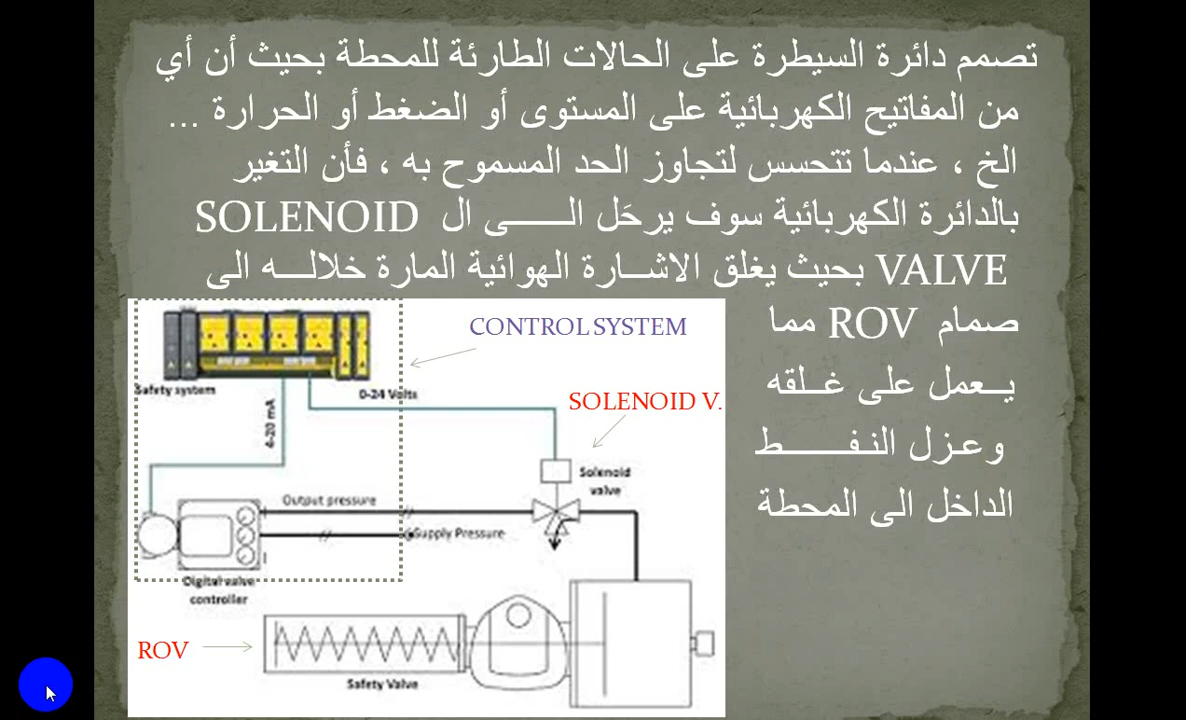 تصمم دائرة السيطرة على الحالات الطارئة للمحطة بحيث أن أي
من المفاتيح الكهربائية على المستوى أو الضغط أو الحرارة ...
الخ ، عندما تتحسس لتجاوز الحد المسموح به ، فأن التغير
بالدائرة الكهربائية سوف يرحَل الـــــى ال SOLENOID
VALVE بحيث يغلق الاشـــارة الهوائية المارة خلالـــه الى
صمام ROV مما
يــعمل على غــلقه
وعـزل النـفــــــــط
الداخل الى المحطة
CONTROL SYSTEM
Safety system
0-24 Volts
SOLENOID V.
4-20 mA
Solenoid
valve
Output pressure
Supply Pressure
Digital valve
controller
ROV
Safety Valve